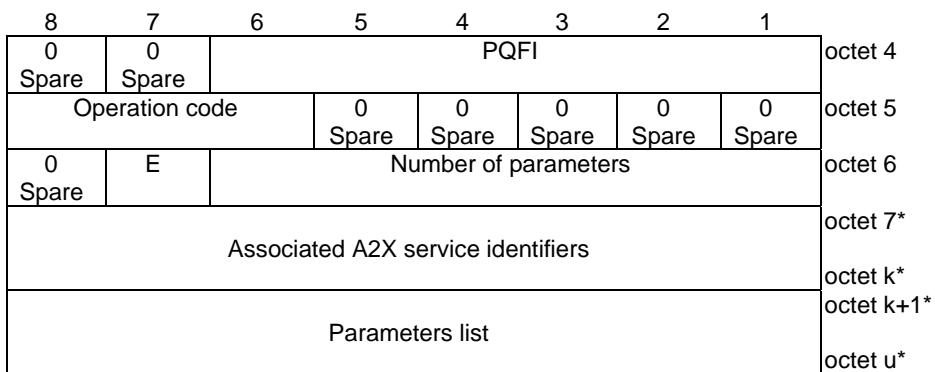 8 7 6 5 4 3 2 1
0 0 PQFI octet 4
Spare Spare
Operation code 0 0 0 0 0 octet 5
Spare Spare Spare Spare Spare
0 E Number of parameters octet 6
Spare
octet 7*
Associated A2X service identifiers
octet k*
octet k+1*
Parameters list
octet u*